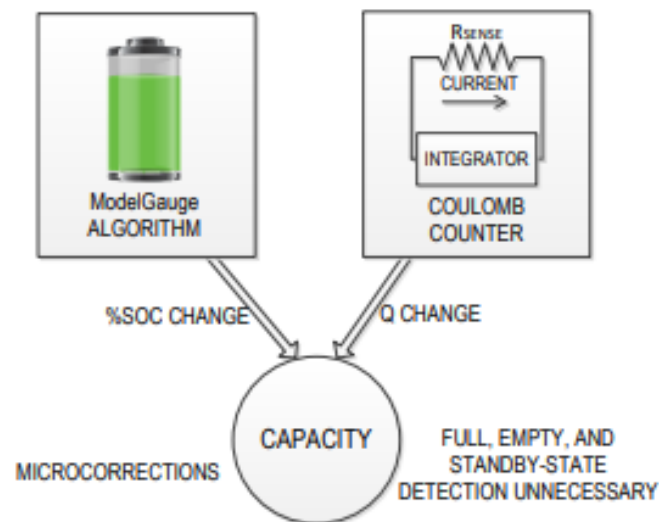 RSENSE
CURRENT
INTEGRATOR
ModelGauge
ALGORITHM
COULOMB
COUNTER
%SOC CHANGE
Q CHANGE
CAPACITY
MICROCORRECTIONS
FULL, EMPTY, AND
STANDBY-STATE
DETECTION UNNECESSARY